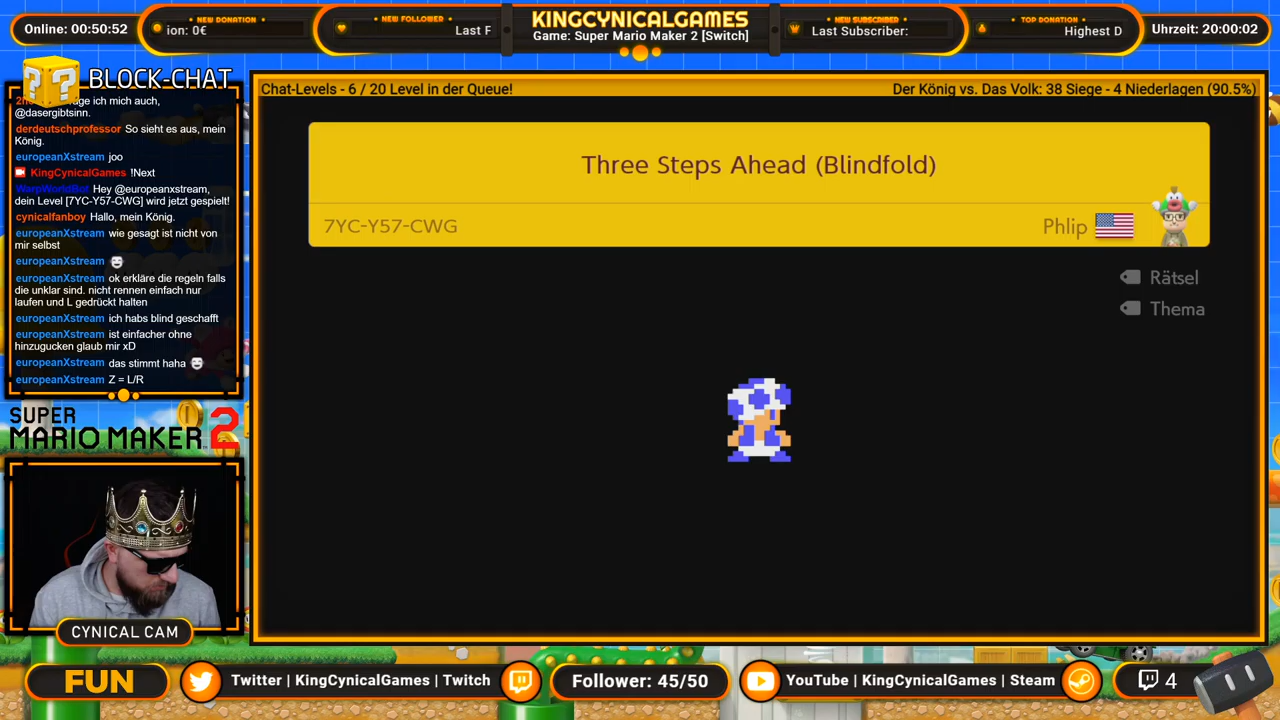 Online: 00:50:52
NEW DONATION
ion: 0€
NEW FOLLOWER
Last F
KINGCYNICALGAMES
Game: Super Mario Maker 2 [Switch]
NEW SUBSCRIBER
Last Subscriber:
TOP DONATION
Highest D
Uhrzeit: 20:00:02
BLOCK-CHAT
ich mich auch,
@dasergibtsinn.
derdeutschprofessor So sieht es aus, mein
König.
europeanXstream joo
KingCynicalGames !Next
WarpWorldBot Hey @europeanxstream,
dein Level [7YC-Y57-CWG] wird jetzt gespielt!
cynicalfanboy Hallo, mein König.
europeanXstream wie gesagt ist nicht von
mir selbst
europeanXstream
europeanXstream ok erkläre die regeln falls
die unklar sind. nicht rennen einfach nur
laufen und L gedrückt halten
europeanXstream ich habs blind geschafft
europeanXstream ist einfacher ohne
hinzugucken glaub mir xD
europeanXstream das stimmt haha
europeanXstream Z = L/R
Chat-Levels - 6 / 20 Level in der Queue!
Der König vs. Das Volk: 38 Siege - 4 Niederlagen (90.5%)
Three Steps Ahead (Blindfold)
7YC-Y57-CWG
Phlip
Rätsel
Thema
SUPER
MARIO MAKER 2
CYNICAL CAM
FUN
Twitter | KingCynicalGames | Twitch
Follower: 45/50
YouTube | KingCynicalGames | Steam
4